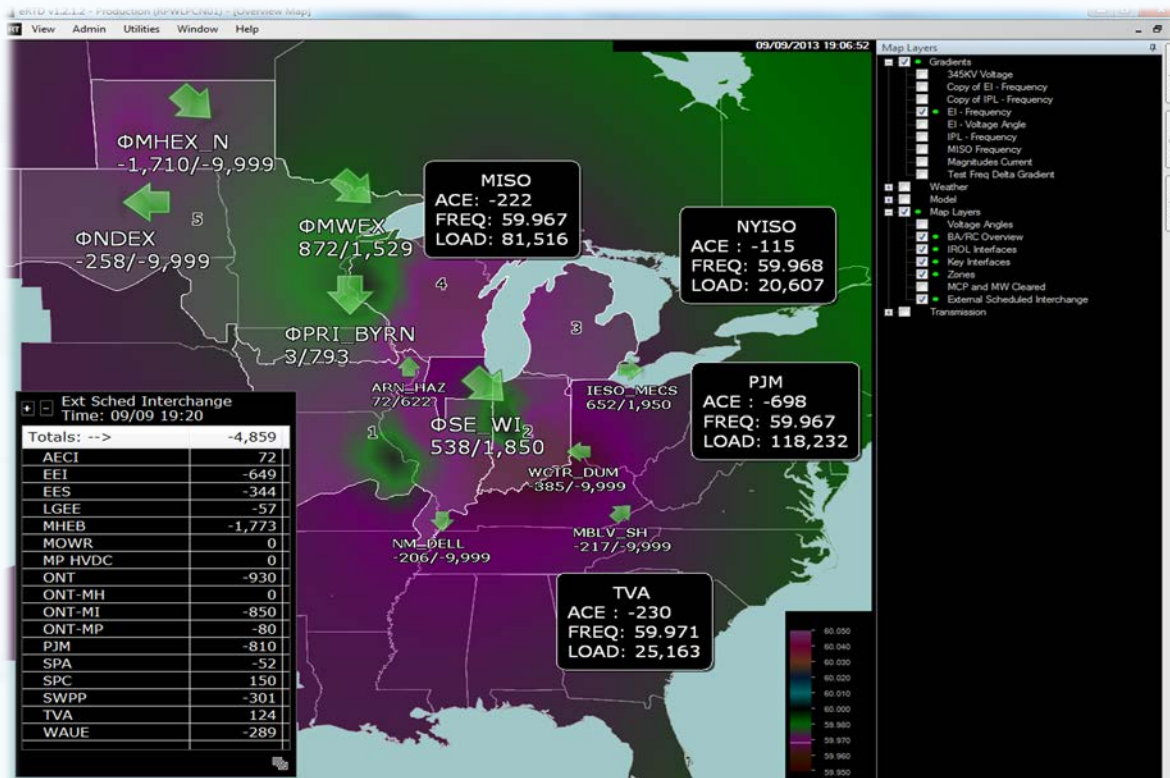 eRTD v1.2.1.2 - Production (RPWLPCN01) - [Overview Map]
RT View Admin Utilities Window Help
09/09/2013 19:06:52
ΦMHEX_N
-1,710/-9,999
ΦNDEX
-258/-9,999
5
ΦMWEX
872/1,529
ΦPRI_BYRN
3/793
MISO
ACE: -222
FREQ: 59.967
LOAD: 81,516
NYISO
ACE : -115
FREQ: 59.968
LOAD: 20,607
4
3
ARN_HAZ
72/622
IESO_MECS
652/1,950
PJM
ACE : -698
FREQ: 59.967
LOAD: 118,232
1
ΦSE_WI
2
538/1,850
WCTR_DUM
-385/-9,999
NM_DELL
-206/-9,999
MBLV_SH
-217/-9,999
TVA
ACE : -230
FREQ: 59.971
LOAD: 25,163
+ - Ext Sched Interchange
Time: 09/09 19:20
Totals: --> -4,859
AECI 72
EEI -649
EES -344
LGEE -57
MHEB -1,773
MOWR 0
MP HVDC 0
ONT -930
ONT-MH 0
ONT-MI -850
ONT-MP -80
PJM -810
SPA -52
SPC 150
SWPP -301
TVA 124
WAUE -289
60.050
60.040
60.030
60.020
60.010
60.000
59.980
59.970
59.960
59.950
Map Layers
Gradients
345KV Voltage
Copy of EI - Frequency
Copy of IPL - Frequency
EI - Frequency
EI - Voltage Angle
IPL - Frequency
MISO Frequency
Magnitudes Current
Test Freq Delta Gradient
Weather
Model
Map Layers
Voltage Angles
BA/RC Overview
IROL Interfaces
Key Interfaces
Zones
MCP and MW Cleared
External Scheduled Interchange
Transmission